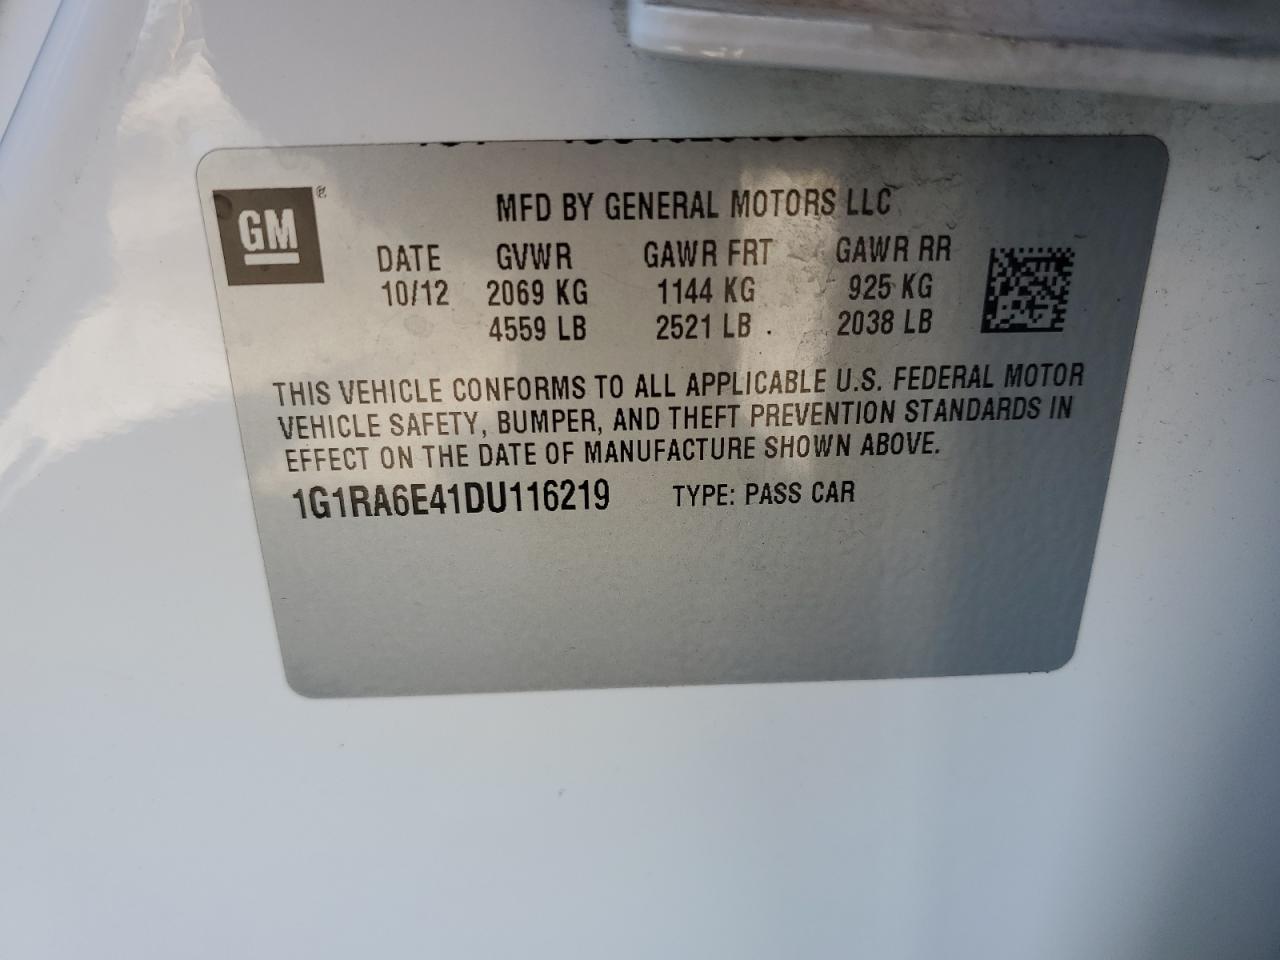 GM
MFD BY GENERAL MOTORS LLC
DATE GVWR GAWR FRT GAWR RR
10/12 2069 KG 1144 KG 925 KG
4559 LB 2521 LB 2038 LB
THIS VEHICLE CONFORMS TO ALL APPLICABLE U.S. FEDERAL MOTOR
VEHICLE SAFETY, BUMPER, AND THEFT PREVENTION STANDARDS IN
EFFECT ON THE DATE OF MANUFACTURE SHOWN ABOVE.
1G1RA6E41DU116219 TYPE: PASS CAR